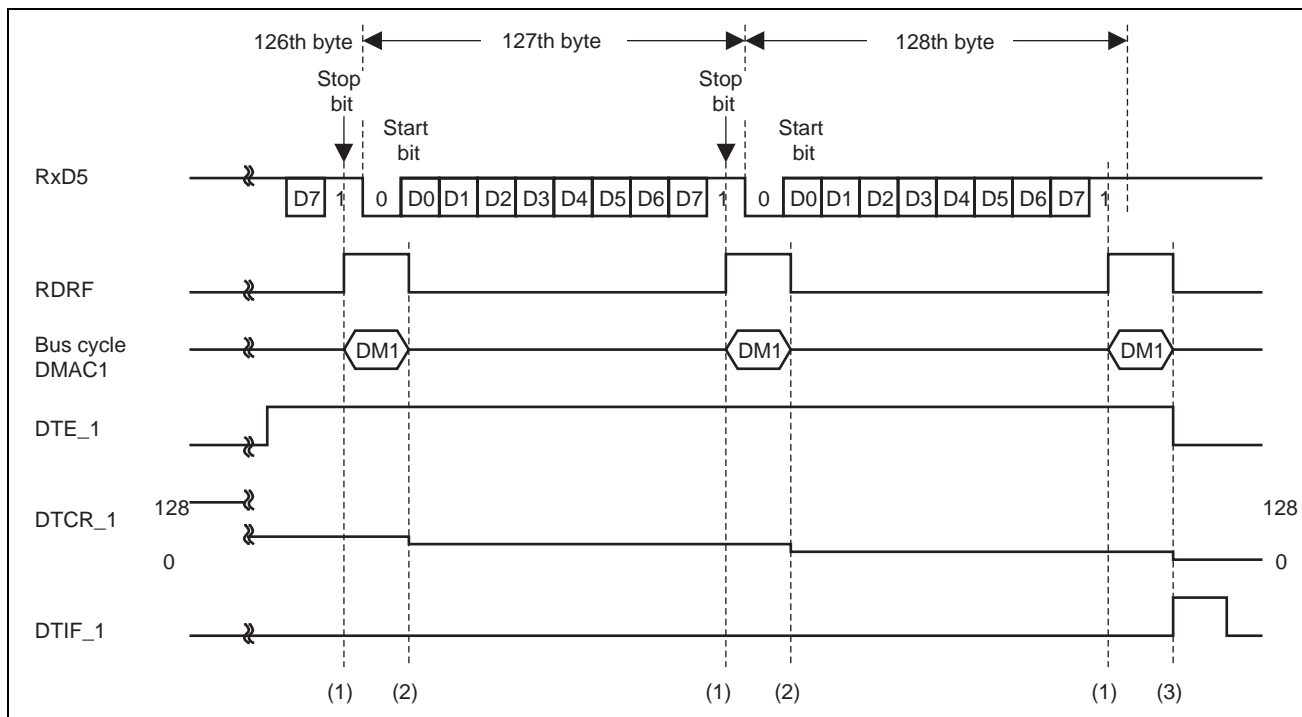 126th byte 127th byte 128th byte
Stop bit Stop bit
Start bit Start bit
RxD5 D7 1 0 D0 D1 D2 D3 D4 D5 D6 D7 1 0 D0 D1 D2 D3 D4 D5 D6 D7 1
RDRF
Bus cycle
DMAC1 DM1 DM1 DM1
DTE_1
128 128
DTCR_1
0 0
DTIF_1
(1) (2) (1) (2) (1) (3)